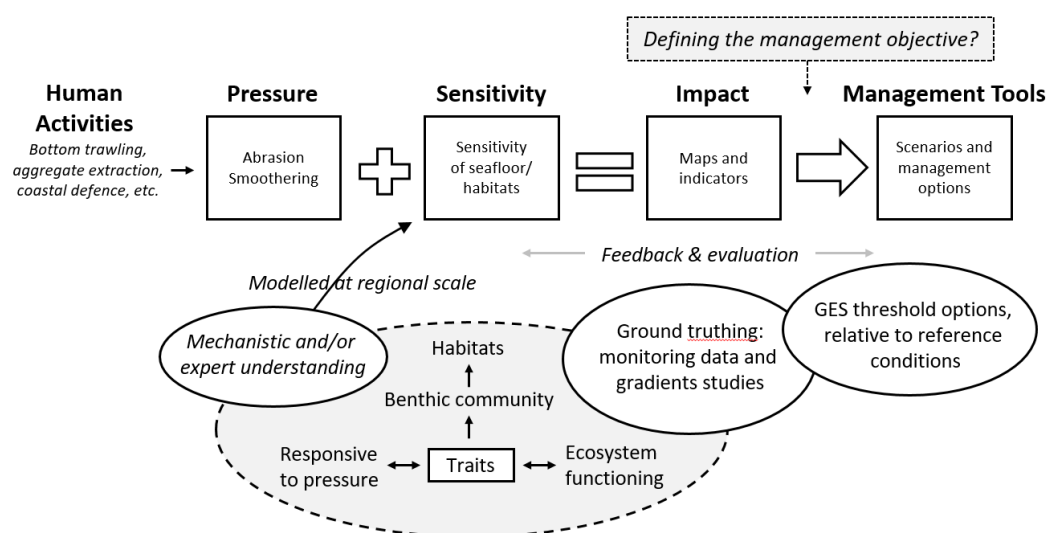 Defining the management objective?
Human
Activities
Bottom trawling,
aggregate extraction,
coastal defence, etc.
Pressure
Abrasion
Smoothering
Sensitivity
Sensitivity
of seafloor/
habitats
Impact
Maps and
indicators
Management Tools
Scenarios and
management
options
Feedback & evaluation
Modelled at regional scale
Mechanistic and/or
expert understanding
Habitats
Benthic community
Responsive
to pressure
Traits
Ecosystem
functioning
Ground truthing:
monitoring data and
gradients studies
GES threshold options,
relative to reference
conditions